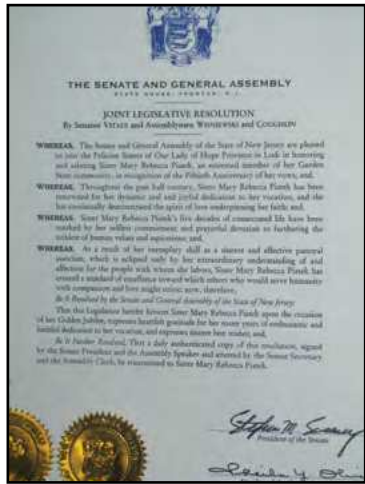 THE SENATE AND GENERAL ASSEMBLY
STATE HOUSE, TRENTON, N. J.
JOINT LEGISLATIVE RESOLUTION
By Senator VITALE and Assemblymen WISNIEWSKI and COUGHLIN
WHEREAS, The Senate and General Assembly of the State of New Jersey are pleased
to join the Felician Sisters of Our Lady of Hope Province in Lodi in honoring
and saluting Sister Mary Rebecca Piatek, an esteemed member of her Garden
State community, in recognition of the Fiftieth Anniversary of her vows; and,
WHEREAS, Throughout the past half century, Sister Mary Rebecca Piatek has been
renowned for her dynamic and joyful dedication to her vocation, and she
has continually demonstrated the spirit of love undergirding her faith; and,
WHEREAS, Sister Mary Rebecca Piatek's five decades of consecrated life have been
marked by her selfless commitment and prayerful devotion to furthering the
noblest of human values and aspirations; and,
WHEREAS, As a result of her exemplary skill as a sincere and effective pastoral
minister, which is eclipsed only by her extraordinary understanding of and
affection for the people with whom she labors, Sister Mary Rebecca Piatek has
created a standard of excellence toward which others who would serve humanity
with compassion and love might strive; now, therefore,
Be It Resolved by the Senate and General Assembly of the State of New Jersey:
That this Legislature hereby honors Sister Mary Rebecca Piatek upon the occasion
of her Golden Jubilee, expresses heartfelt gratitude for her many years of enthusiastic and
faithful dedication to her vocation, and expresses sincere best wishes; and,
Be It Further Resolved, That a duly authenticated copy of this resolution, signed
by the Senate President and the Assembly Speaker and attested by the Senate Secretary
and the Assembly Clerk, be transmitted to Sister Mary Rebecca Piatek.
Stephen M. Sweeney
President of the Senate
Sheila Y. Oliver